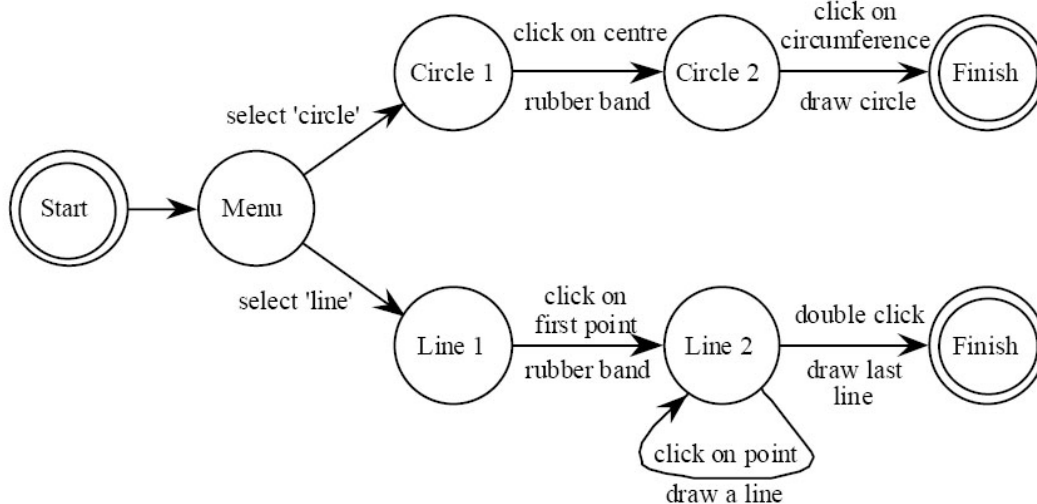 click on centre
click on
circumference
Circle 1
Circle 2
Finish
rubber band
draw circle
select 'circle'
Start
Menu
select 'line'
click on
first point
double click
Line 1
Line 2
Finish
rubber band
draw last
line
click on point
draw a line